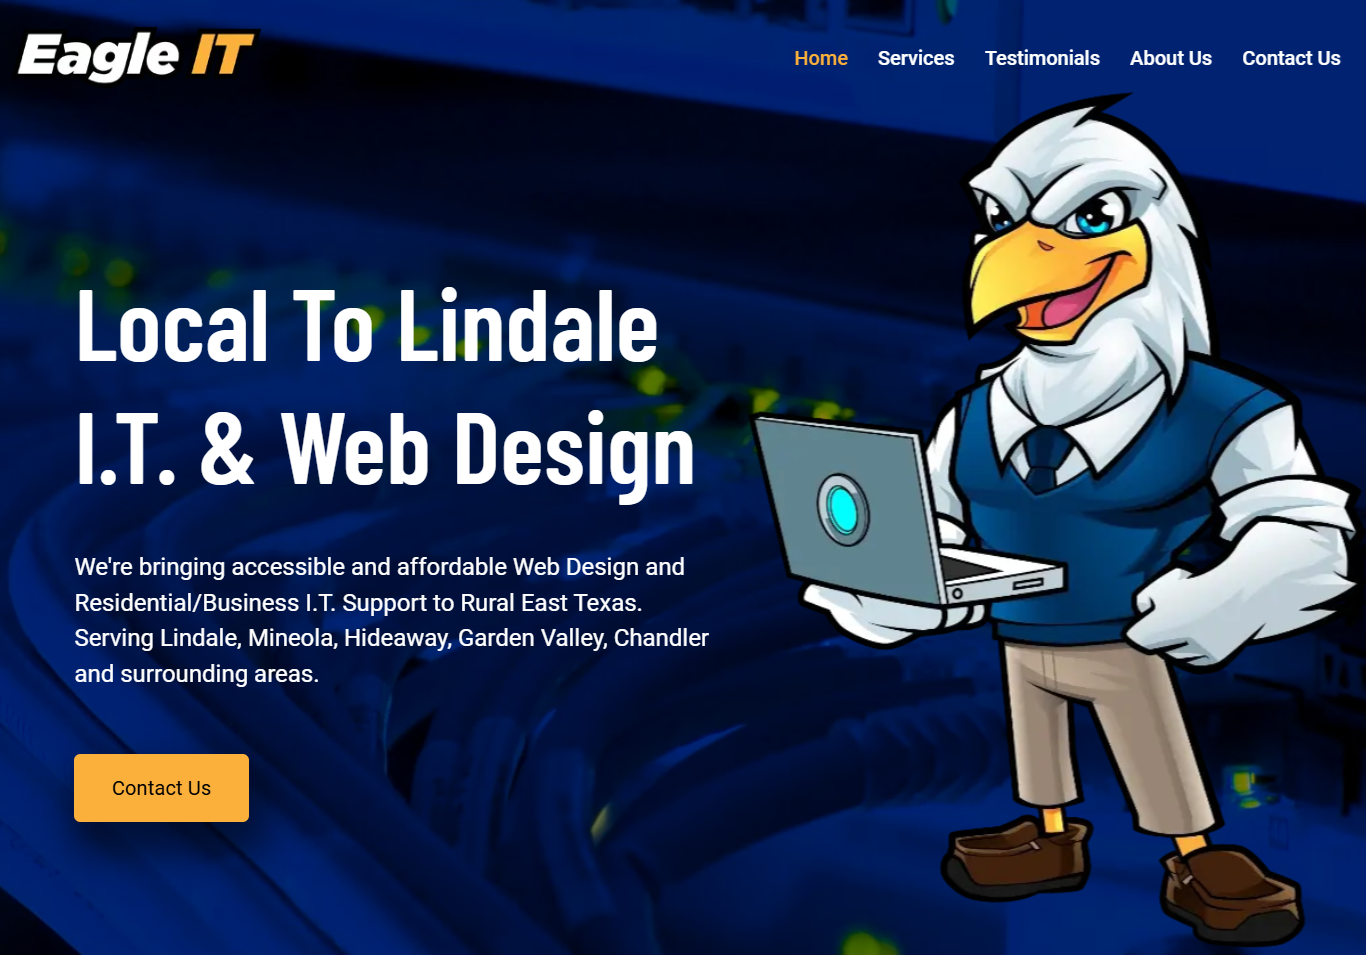 Eagle IT
Home Services Testimonials About Us Contact Us
Local To Lindale
I.T. & Web Design
We're bringing accessible and affordable Web Design and
Residential/Business I.T. Support to Rural East Texas.
Serving Lindale, Mineola, Hideaway, Garden Valley, Chandler
and surrounding areas.
Contact Us